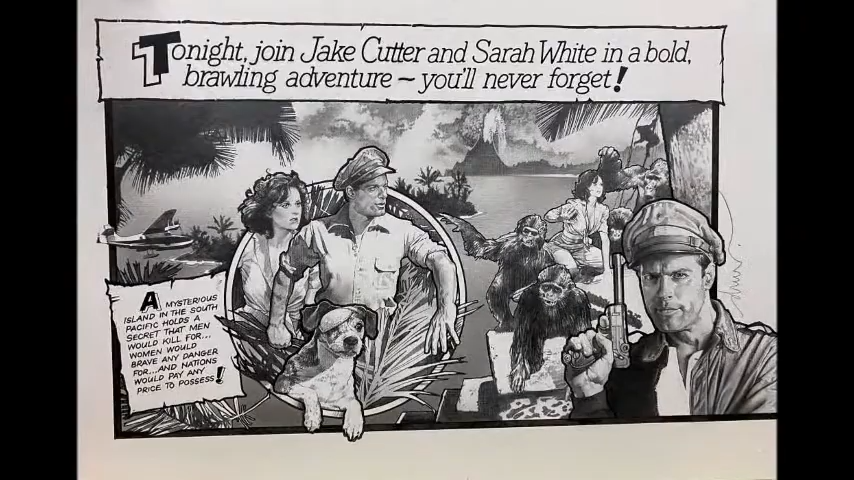 Tonight, join Jake Cutter and Sarah White in a bold,
brawling adventure – you'll never forget!
A MYSTERIOUS
ISLAND IN THE SOUTH
PACIFIC HOLDS A
SECRET THAT MEN
WOULD KILL FOR...
WOMEN WOULD
BRAVE ANY DANGER
FOR...AND NATIONS
WOULD PAY ANY
PRICE TO POSSESS!